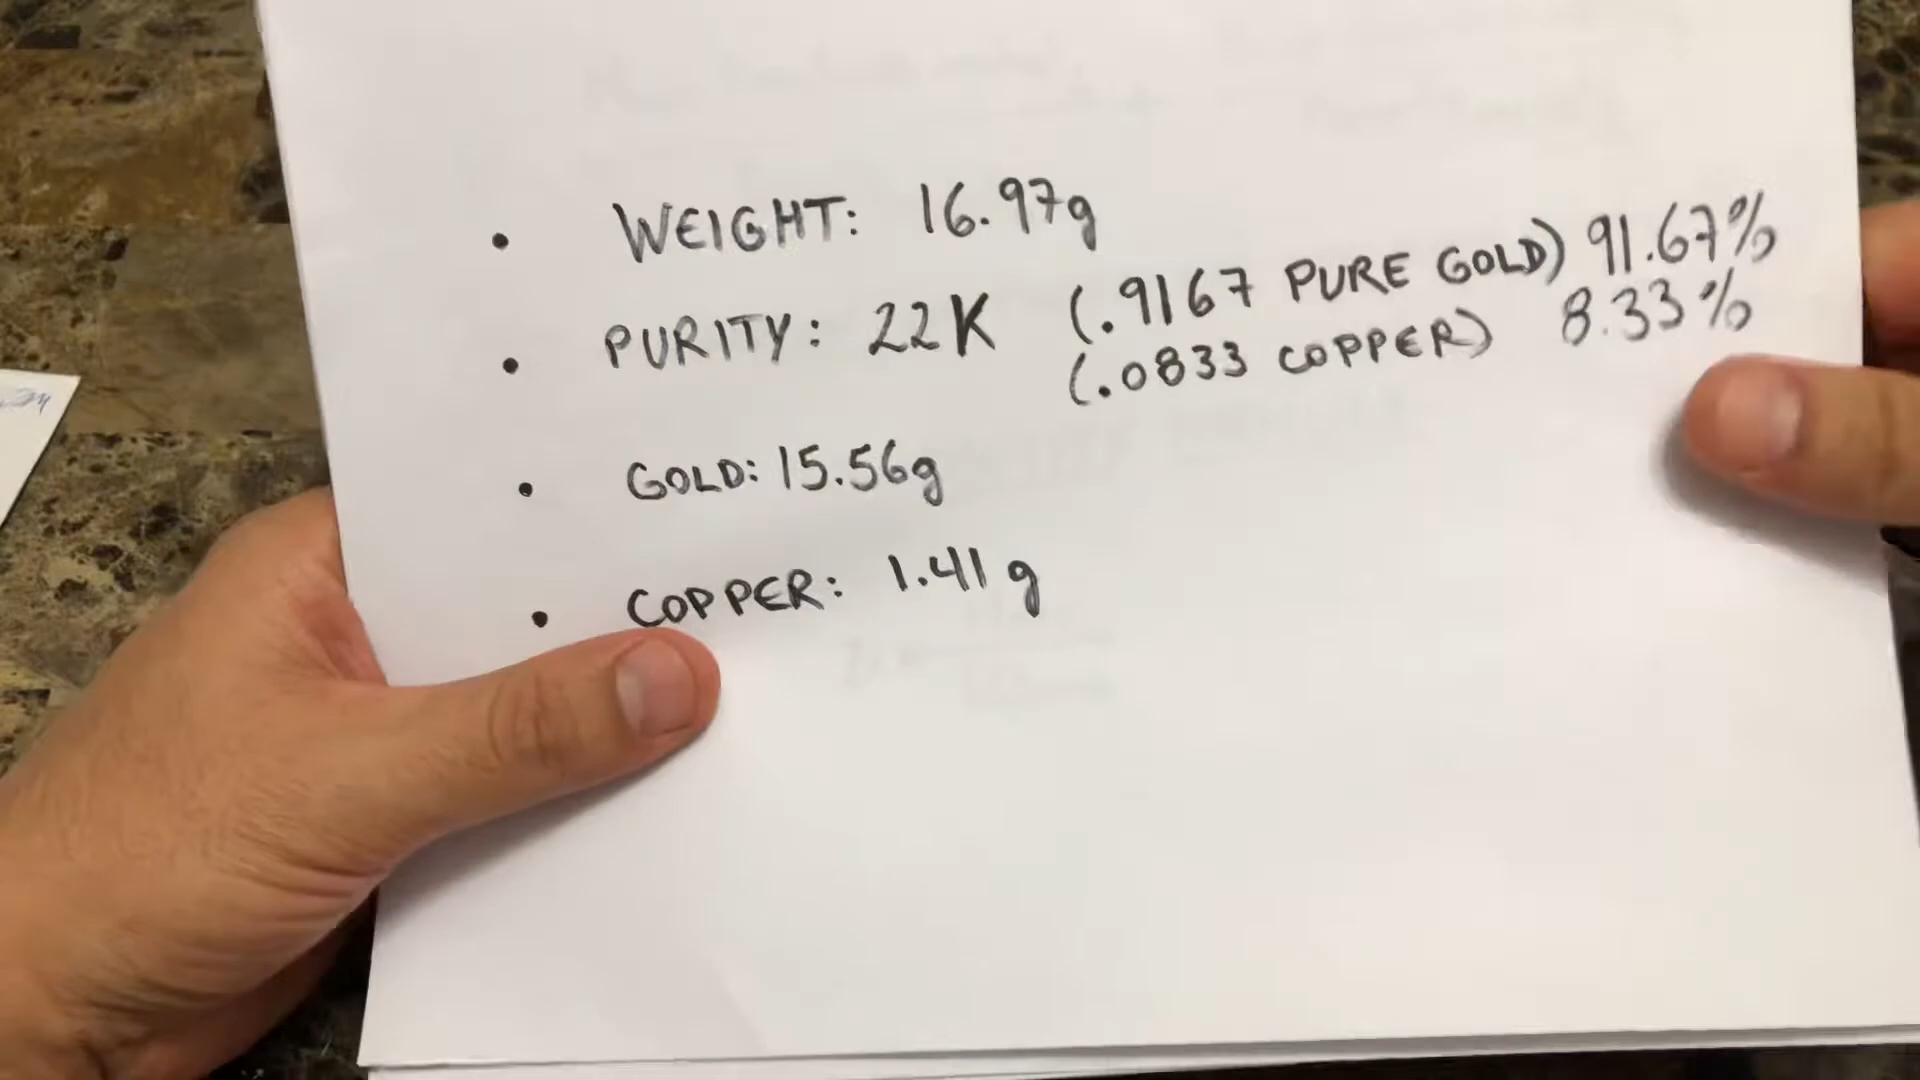 • WEIGHT: 16.97g
• PURITY: 22K (.9167 PURE GOLD) 91.67%
(.0833 COPPER) 8.33%
• GOLD: 15.56g
• COPPER: 1.41g